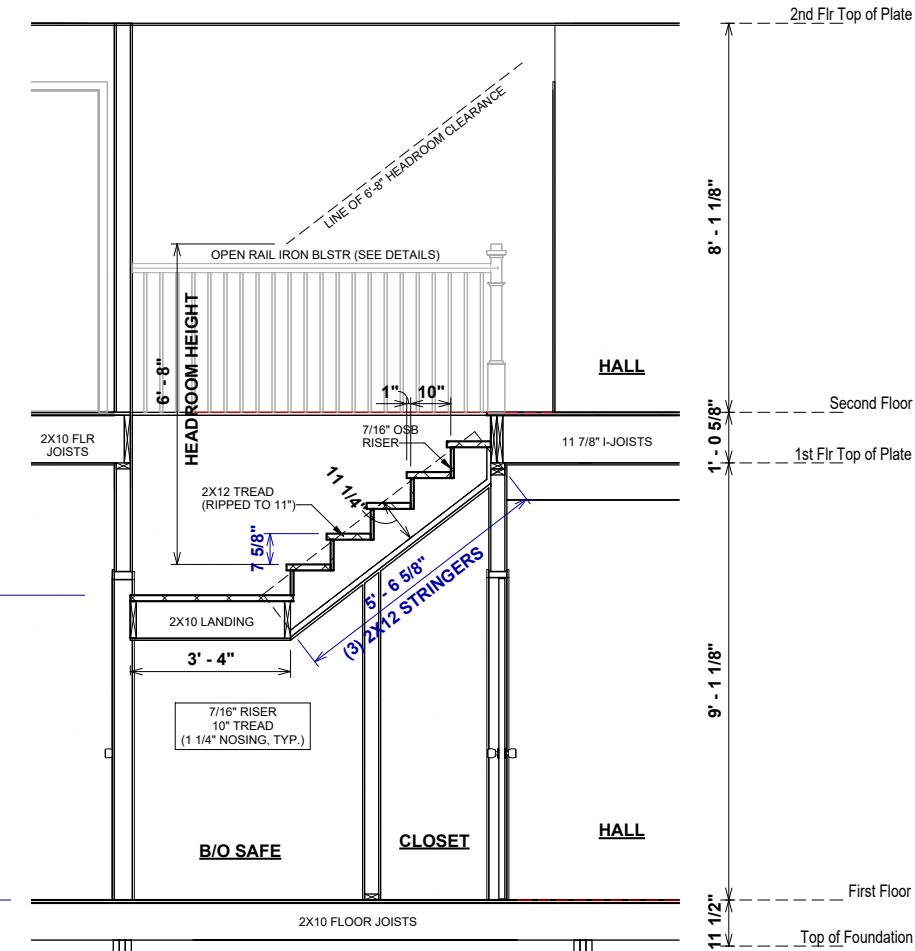 2nd Flr Top of Plate
LINE OF 6'-8" HEADROOM CLEARANCE
8' - 1 1/8"
OPEN RAIL IRON BLSTR (SEE DETAILS)
6' - 8"
HEADROOM HEIGHT
HALL
1"
10"
Second Floor
7/16" OSB
RISER
2X10 FLR
JOISTS
11 7/8" I-JOISTS
1' - 0 5/8"
1st Flr Top of Plate
11 1/4"
2X12 TREAD
(RIPPED TO 11")
7 5/8"
5' - 6 5/8"
(3) 2X12 STRINGERS
2X10 LANDING
3' - 4"
9' - 1 1/8"
7/16" RISER
10" TREAD
(1 1/4" NOSING, TYP.)
B/O SAFE
CLOSET
HALL
First Floor
2X10 FLOOR JOISTS
11 1/2"
Top of Foundation